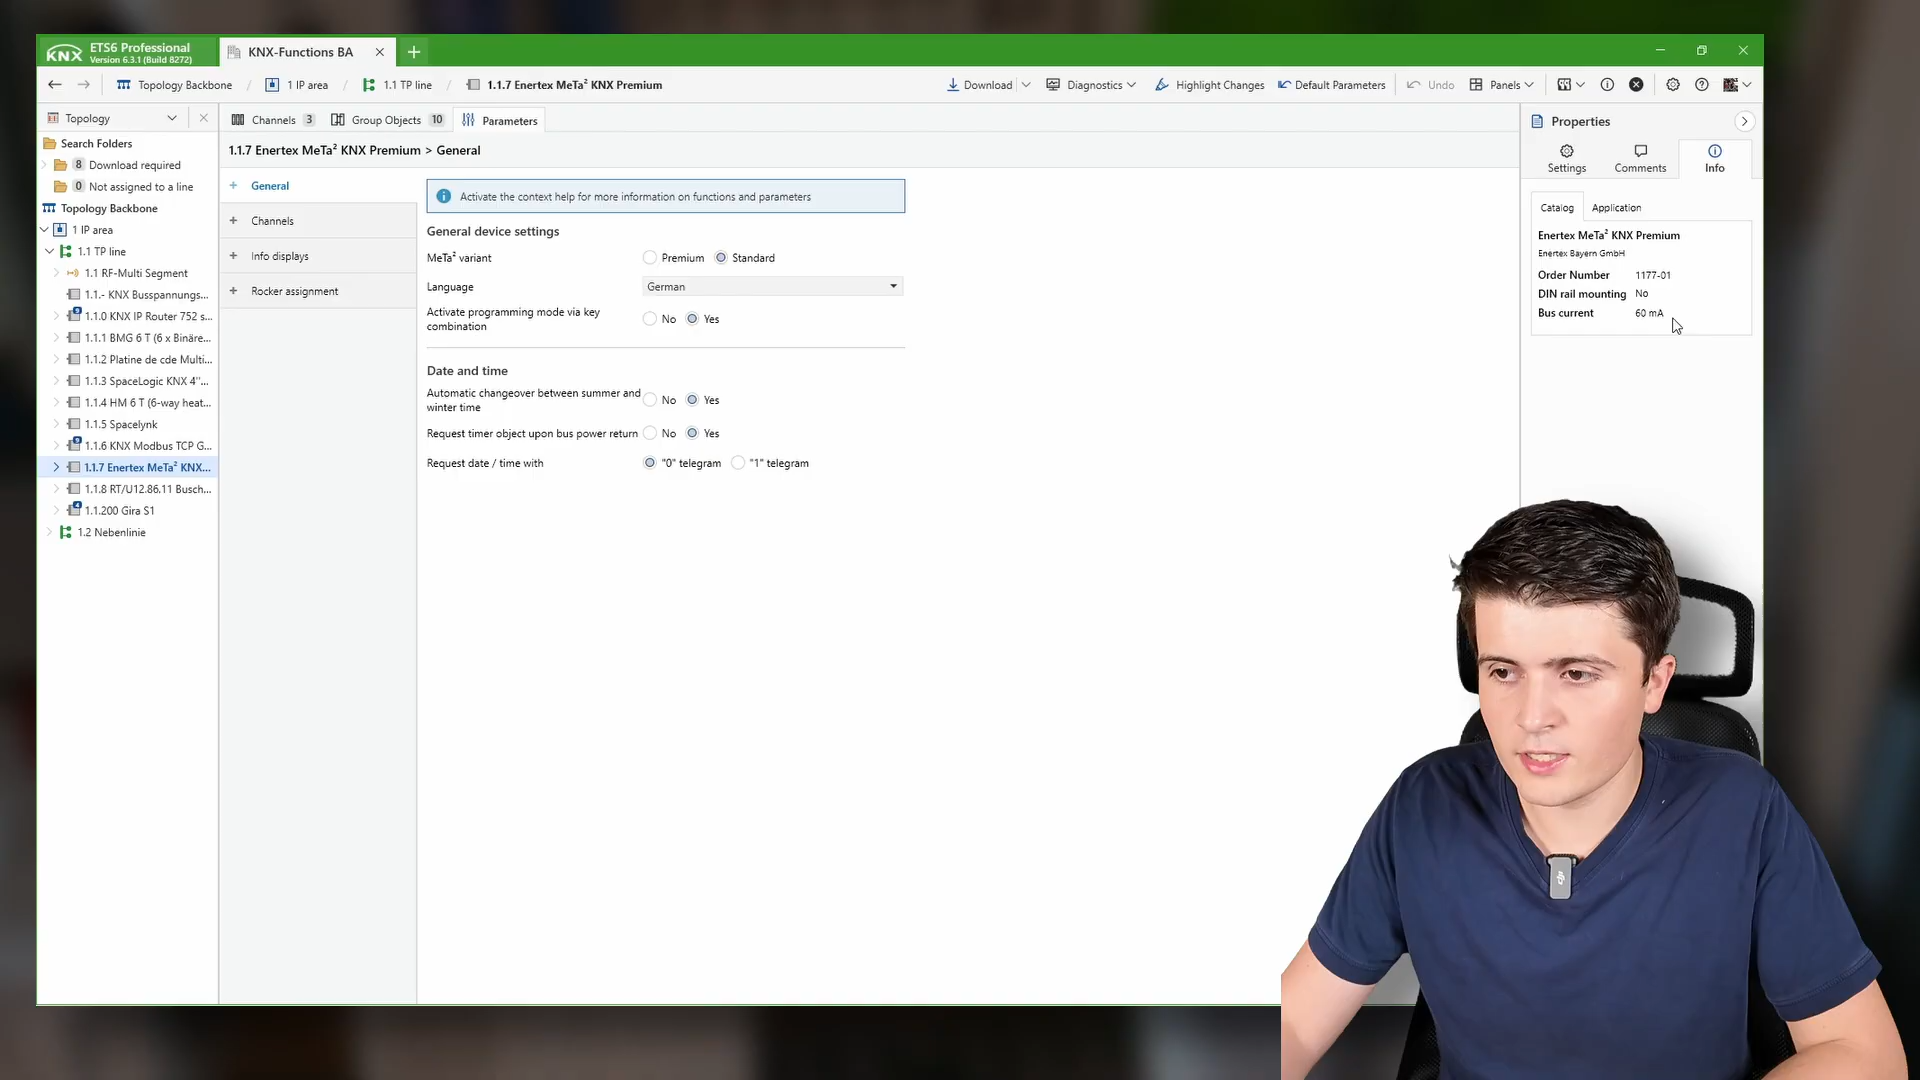 KNX
ETS6 Professional
Version 6.3.1 (Build 8272)
KNX-Functions BA
Topology Backbone
1 IP area
1.1 TP line
1.1.7 Enertex MeTa² KNX Premium
Download
Diagnostics
Highlight Changes
Default Parameters
Undo
Panels
Topology
Search Folders
8 Download required
0 Not assigned to a line
Topology Backbone
1 IP area
1.1 TP line
1.1 RF-Multi Segment
1.1.- KNX Busspannungs...
1.1.0 KNX IP Router 752 s...
1.1.1 BMG 6 T (6 x Binäre...
1.1.2 Platine de cde Multi...
1.1.3 SpaceLogic KNX 4"...
1.1.4 HM 6 T (6-way heat...
1.1.5 Spacelynk
1.1.6 KNX Modbus TCP G...
1.1.7 Enertex MeTa² KNX...
1.1.8 RT/U12.86.11 Busch...
1.1.200 Gira S1
1.2 Nebenlinie
Channels 3
Group Objects 10
Parameters
1.1.7 Enertex MeTa² KNX Premium > General
+ General
+ Channels
+ Info displays
+ Rocker assignment
Activate the context help for more information on functions and parameters
General device settings
MeTa² variant
Premium
Standard
Language
German
Activate programming mode via key
combination
No
Yes
Date and time
Automatic changeover between summer and
winter time
No
Yes
Request timer object upon bus power return
No
Yes
Request date / time with
"0" telegram
"1" telegram
Properties
Settings
Comments
Info
Catalog
Application
Enertex MeTa² KNX Premium
Enertex Bayern GmbH
Order Number 1177-01
DIN rail mounting No
Bus current 60 mA